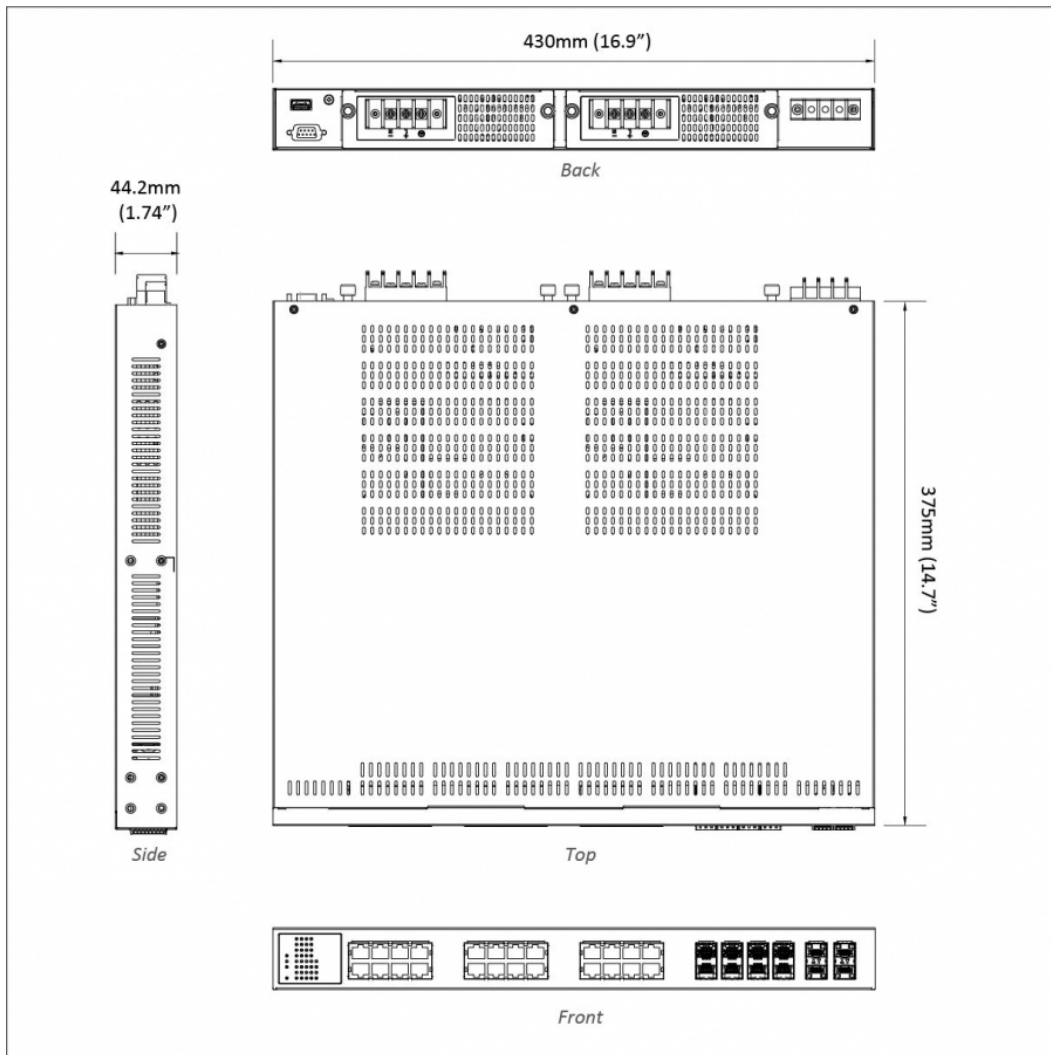 430mm (16.9”)
Back
44.2mm
(1.74”)
375mm (14.7”)
Side
Top
Front